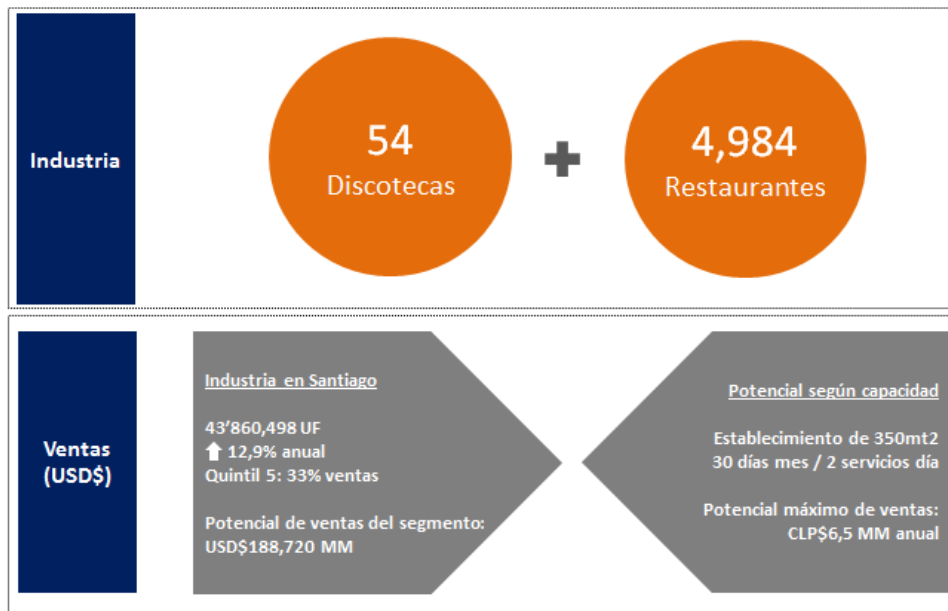 Industria
54
Discotecas
4,984
Restaurantes
Ventas
(USD$)
Industria en Santiago
43’860,498 UF
12,9% anual
Quintil 5: 33% ventas
Potencial de ventas del segmento:
USD$188,720 MM
Potencial según capacidad
Establecimiento de 350mt2
30 días mes / 2 servicios día
Potencial máximo de ventas:
CLP$6,5 MM anual